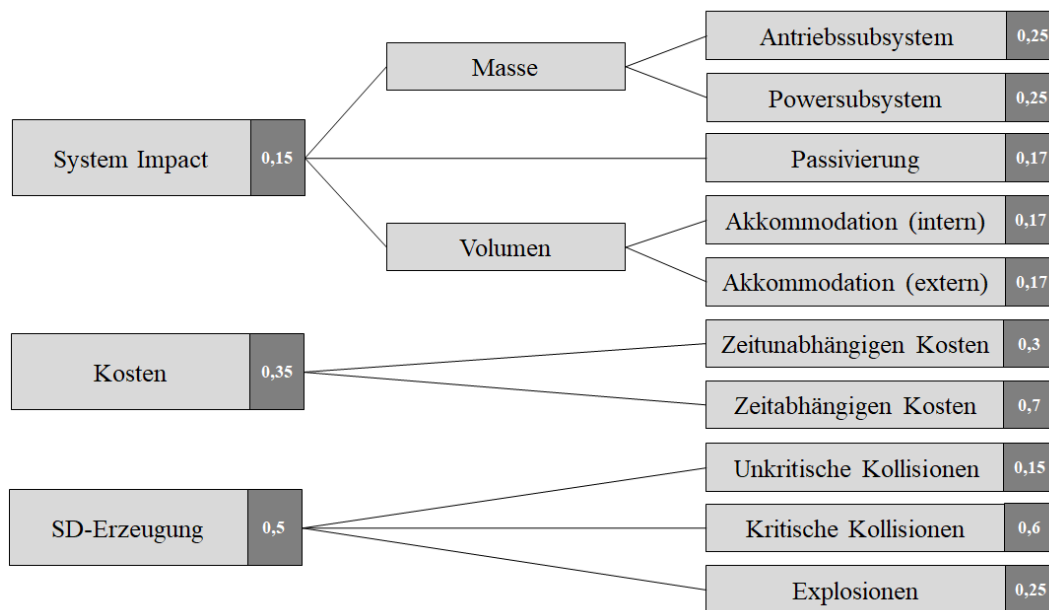 System Impact 0,15
Masse
Antriebssubsystem 0,25
Powersubsystem 0,25
Passivierung 0,17
Volumen
Akkommodation (intern) 0,17
Akkommodation (extern) 0,17
Kosten 0,35
Zeitunabhängigen Kosten 0,3
Zeitabhängigen Kosten 0,7
SD-Erzeugung 0,5
Unkritische Kollisionen 0,15
Kritische Kollisionen 0,6
Explosionen 0,25